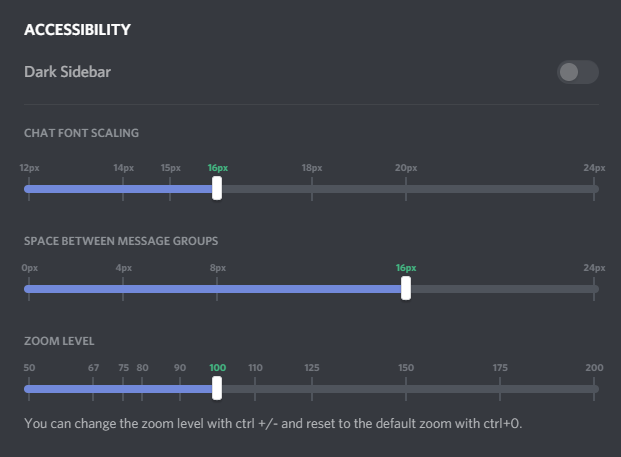 ACCESSIBILITY
Dark Sidebar
CHAT FONT SCALING
12px 14px 15px 16px 18px 20px 24px
SPACE BETWEEN MESSAGE GROUPS
0px 4px 8px 16px 24px
ZOOM LEVEL
50 67 75 80 90 100 110 125 150 175 200
You can change the zoom level with ctrl +/- and reset to the default zoom with ctrl+0.